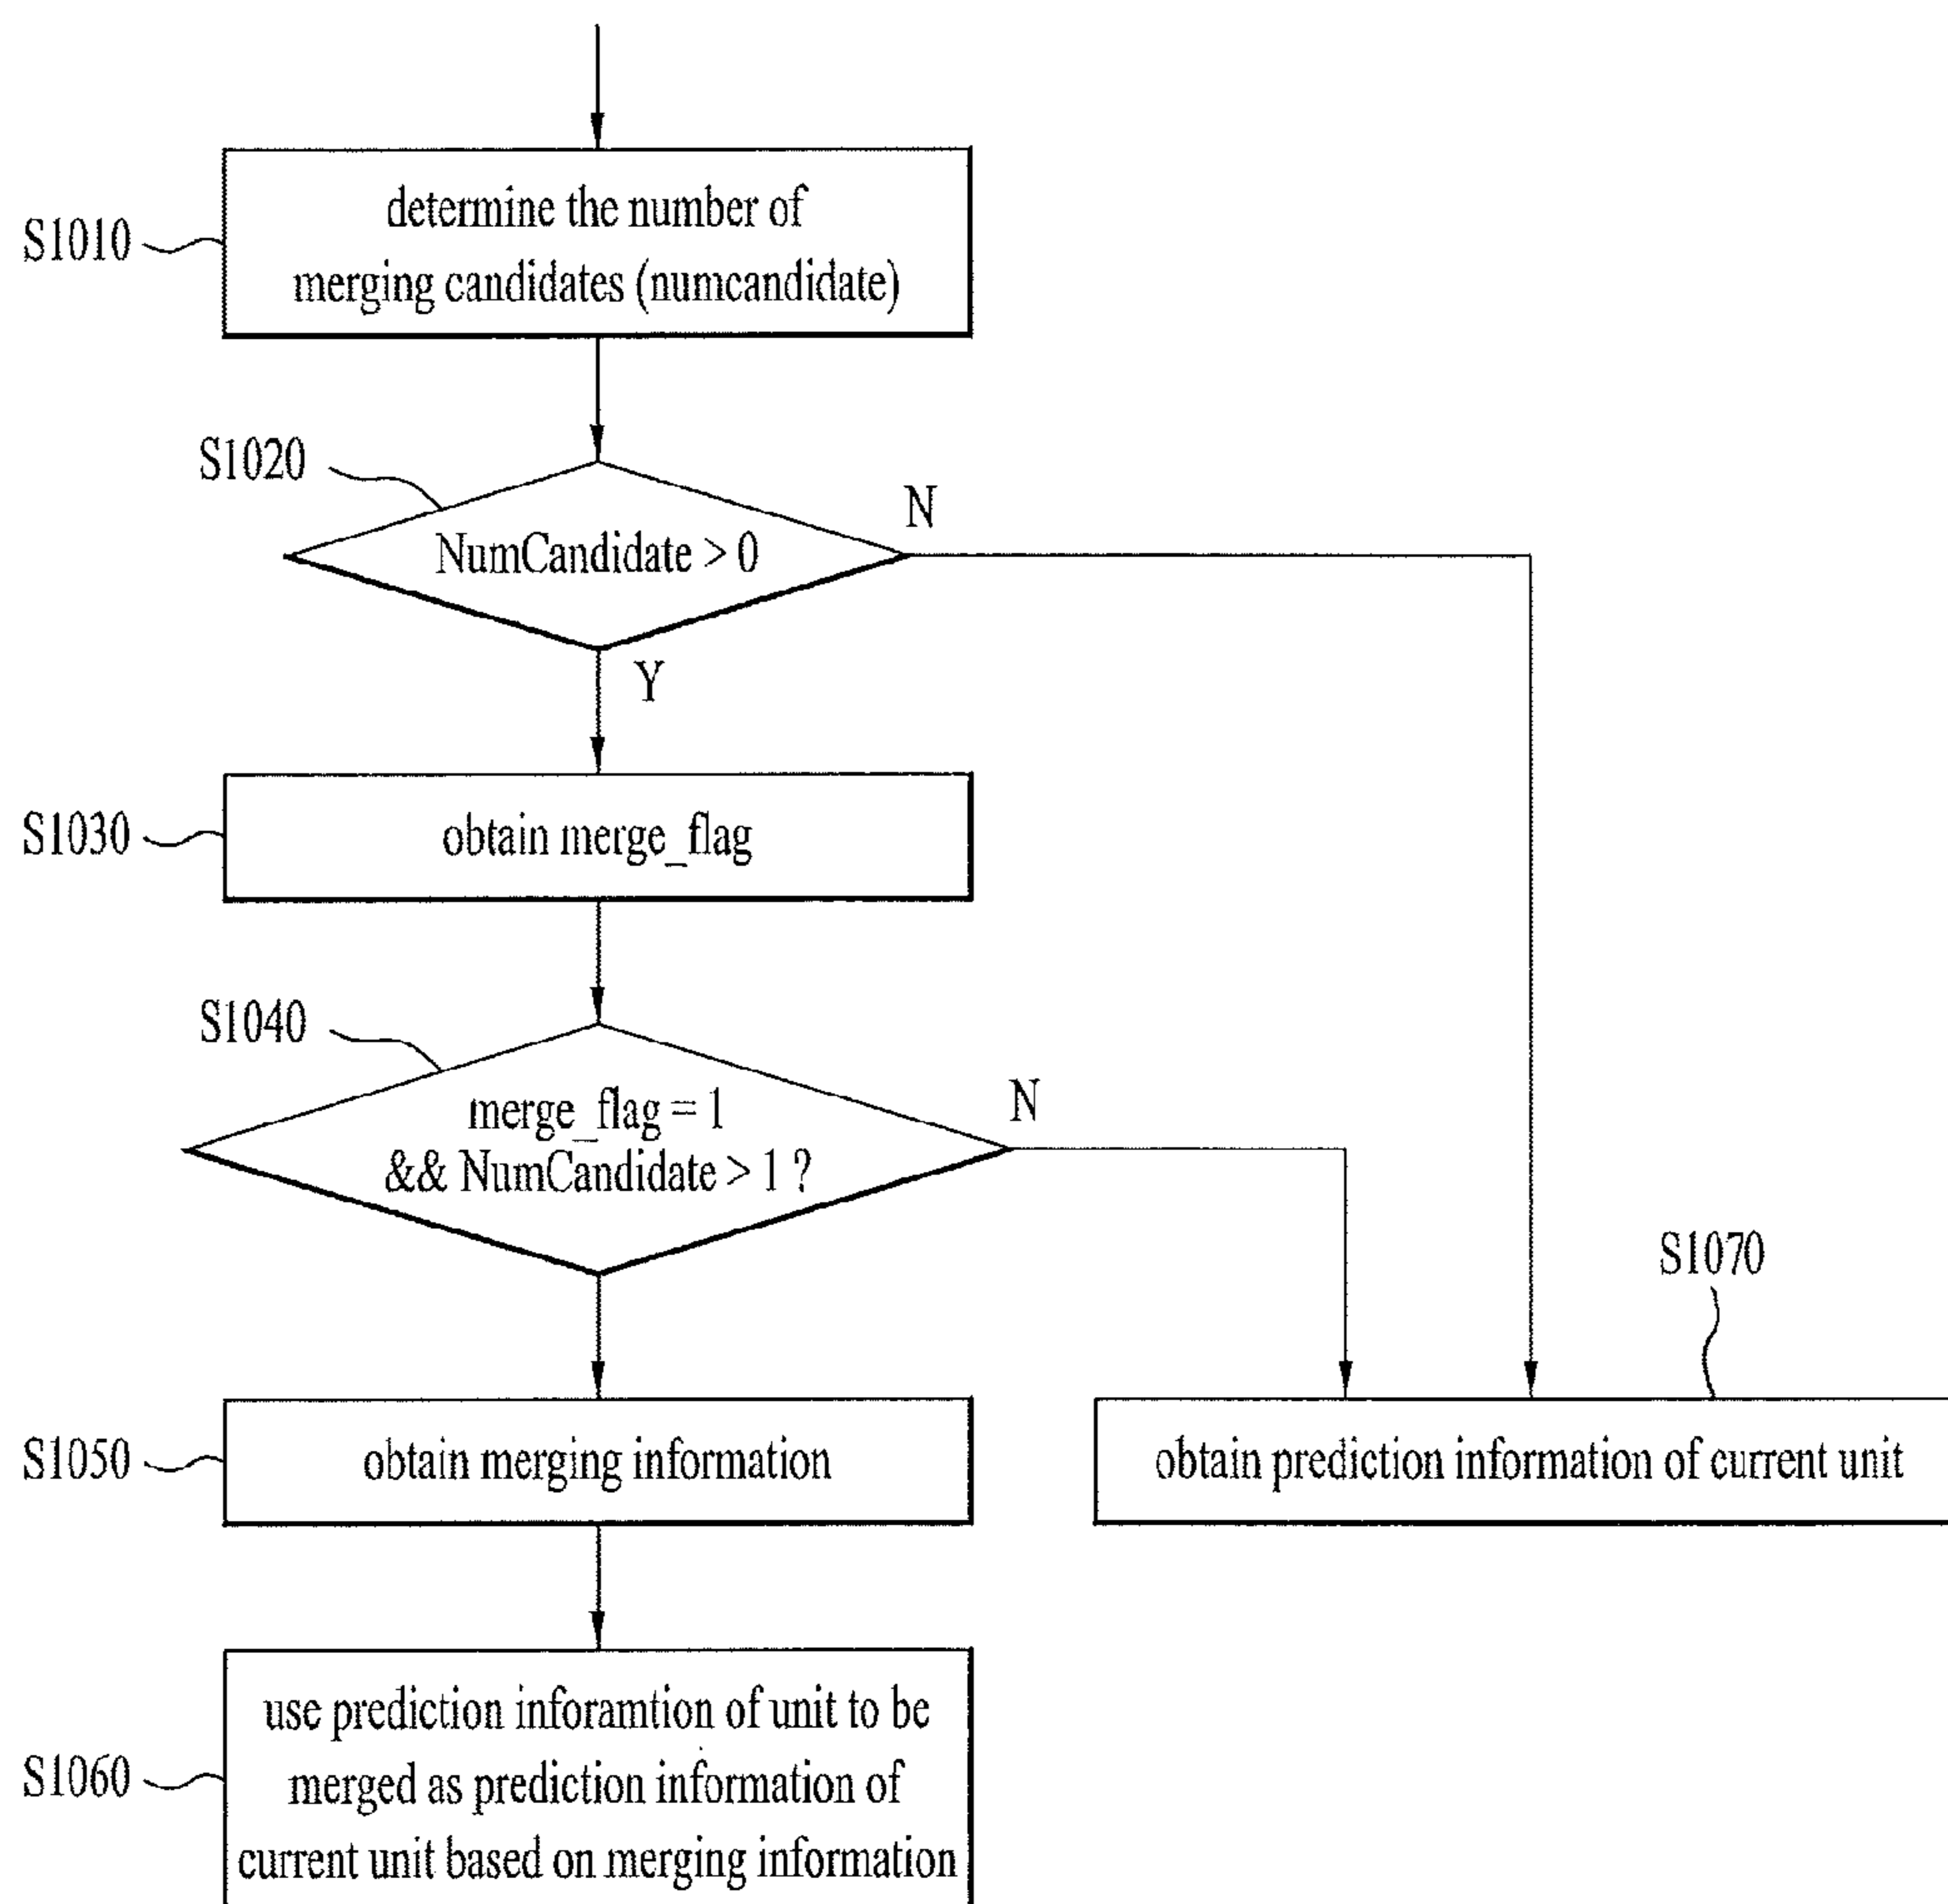 S1010
determine the number of
merging candidates (numcandidate)
S1020
NumCandidate > 0
N
Y
S1030
obtain merge_flag
S1040
merge_flag = 1
&& NumCandidate > 1 ?
N
S1070
S1050
obtain merging information
obtain prediction information of current unit
S1060
use prediction inforamtion of unit to be
merged as prediction information of
current unit based on merging information